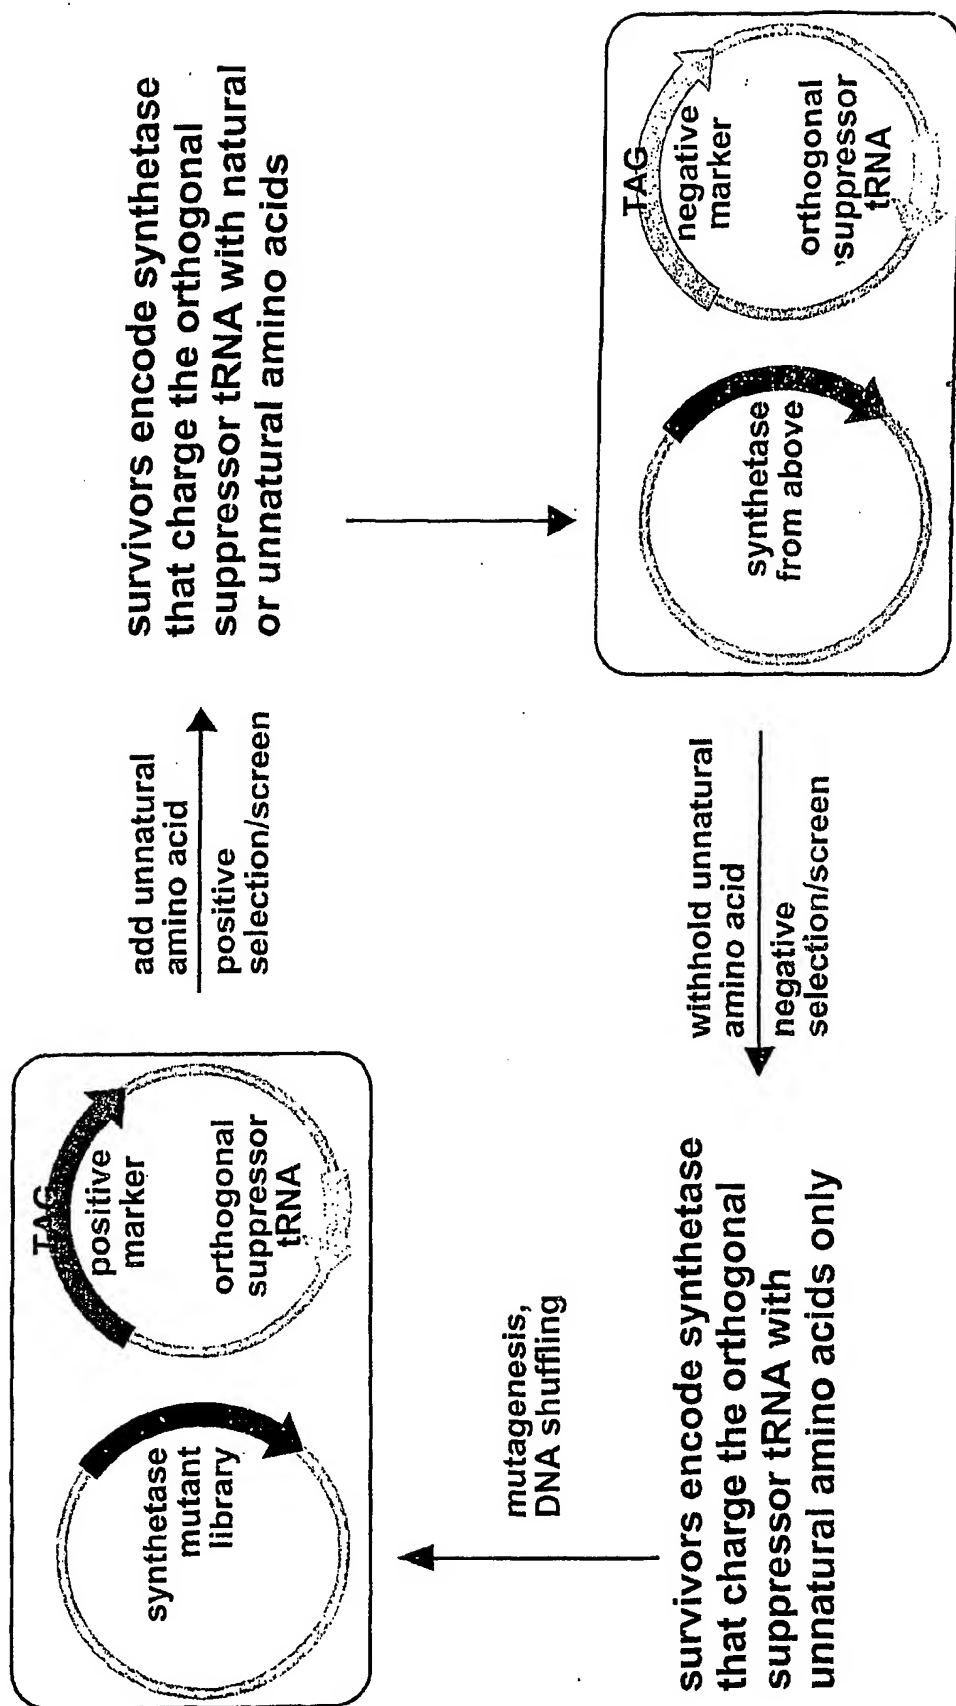 TAG
positive
marker
orthogonal
suppressor
tRNA
synthetase
mutant
library
add unnatural
amino acid
positive
selection/screen
survivors encode synthetase
that charge the orthogonal
suppressor tRNA with natural
or unnatural amino acids
TAG
negative
marker
orthogonal
'suppressor
tRNA
synthetase
from above
withhold unnatural
amino acid
negative
selection/screen
survivors encode synthetase
that charge the orthogonal
suppressor tRNA with
unnatural amino acids only
mutagenesis,
DNA shuffling